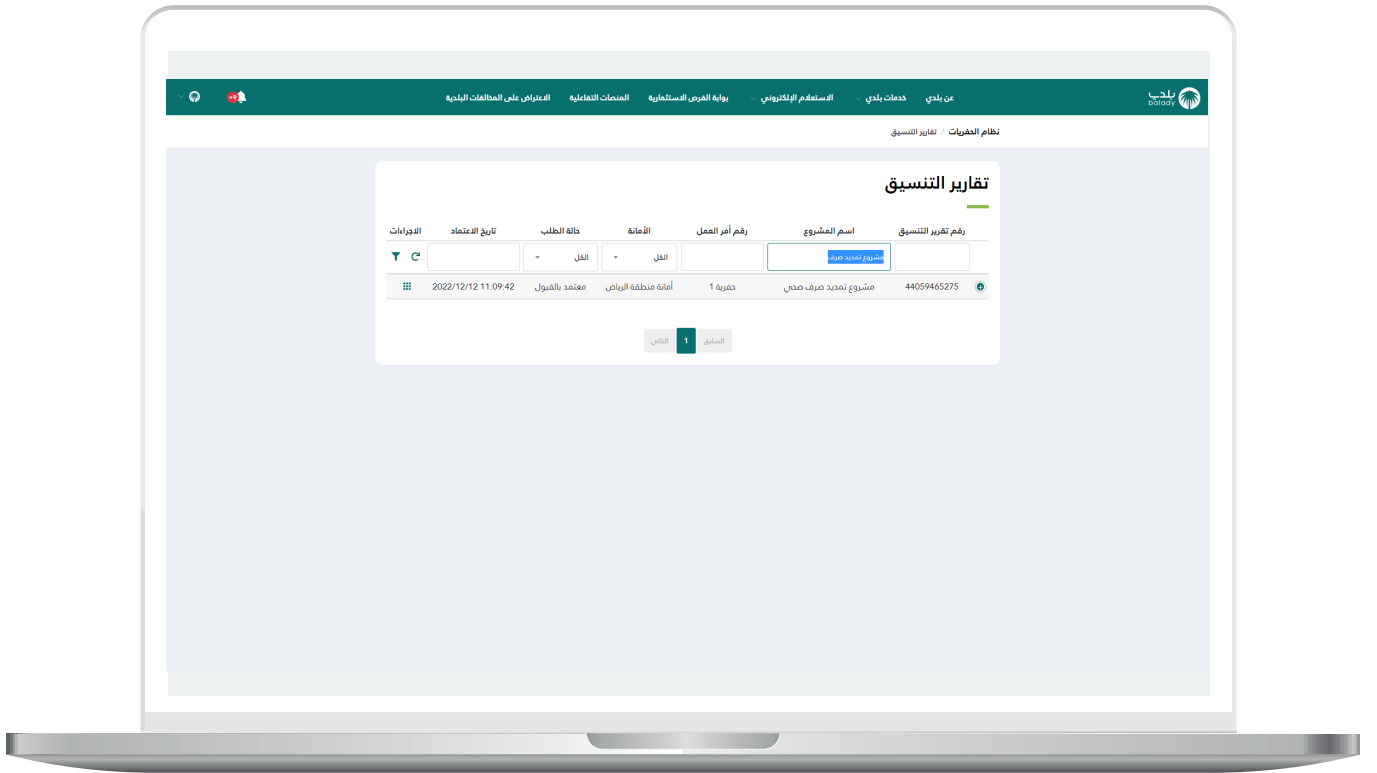 بلدي
balady
عن بلدي خدمات بلدي الاستعلام الإلكتروني بوابة الفرص الاستثمارية المنصات التفاعلية الاعتراض على المخالفات البلدية
+9
نظام الحفريات / تقارير التنسيق
تقارير التنسيق
رقم تقرير التنسيق اسم المشروع رقم أمر العمل الأمانة حالة الطلب تاريخ الاعتماد الاجراءات
مشروع تمديد صرف الكل الكل
44059465275 مشروع تمديد صرف صحي حفرية 1 أمانة منطقة الرياض معتمد بالقبول 2022/12/12 11:09:42
السابق 1 التالي